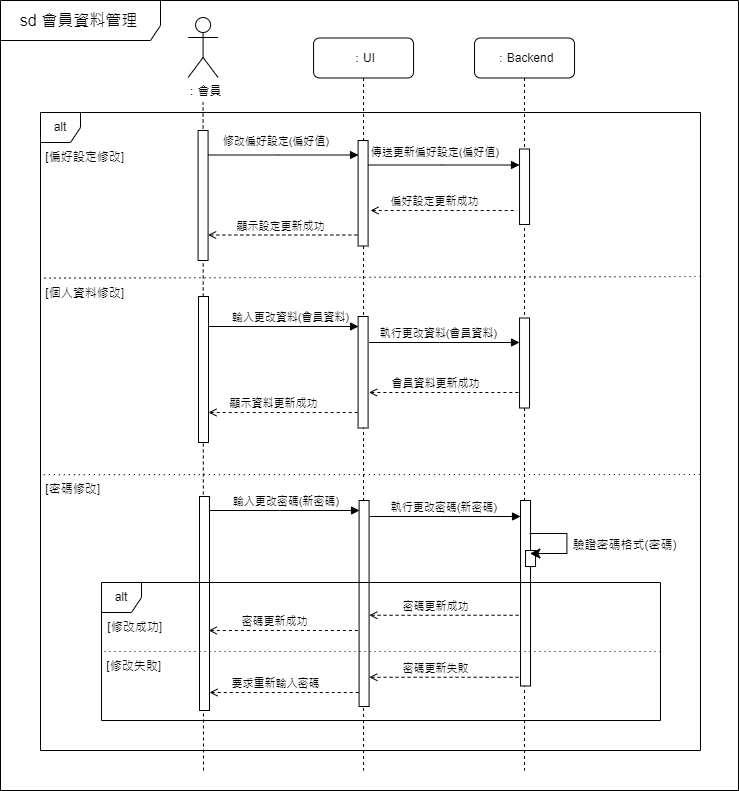 sd 會員資料管理
：會員
：UI
：Backend
alt
[偏好設定修改]
修改偏好設定(偏好值)
傳送更新偏好設定(偏好值)
偏好設定更新成功
顯示設定更新成功
[個人資料修改]
輸入更改資料(會員資料)
執行更改資料(會員資料)
會員資料更新成功
顯示資料更新成功
[密碼修改]
輸入更改密碼(新密碼)
執行更改密碼(新密碼)
驗證密碼格式(密碼)
alt
[修改成功]
密碼更新成功
密碼更新成功
[修改失敗]
密碼更新失敗
要求重新輸入密碼